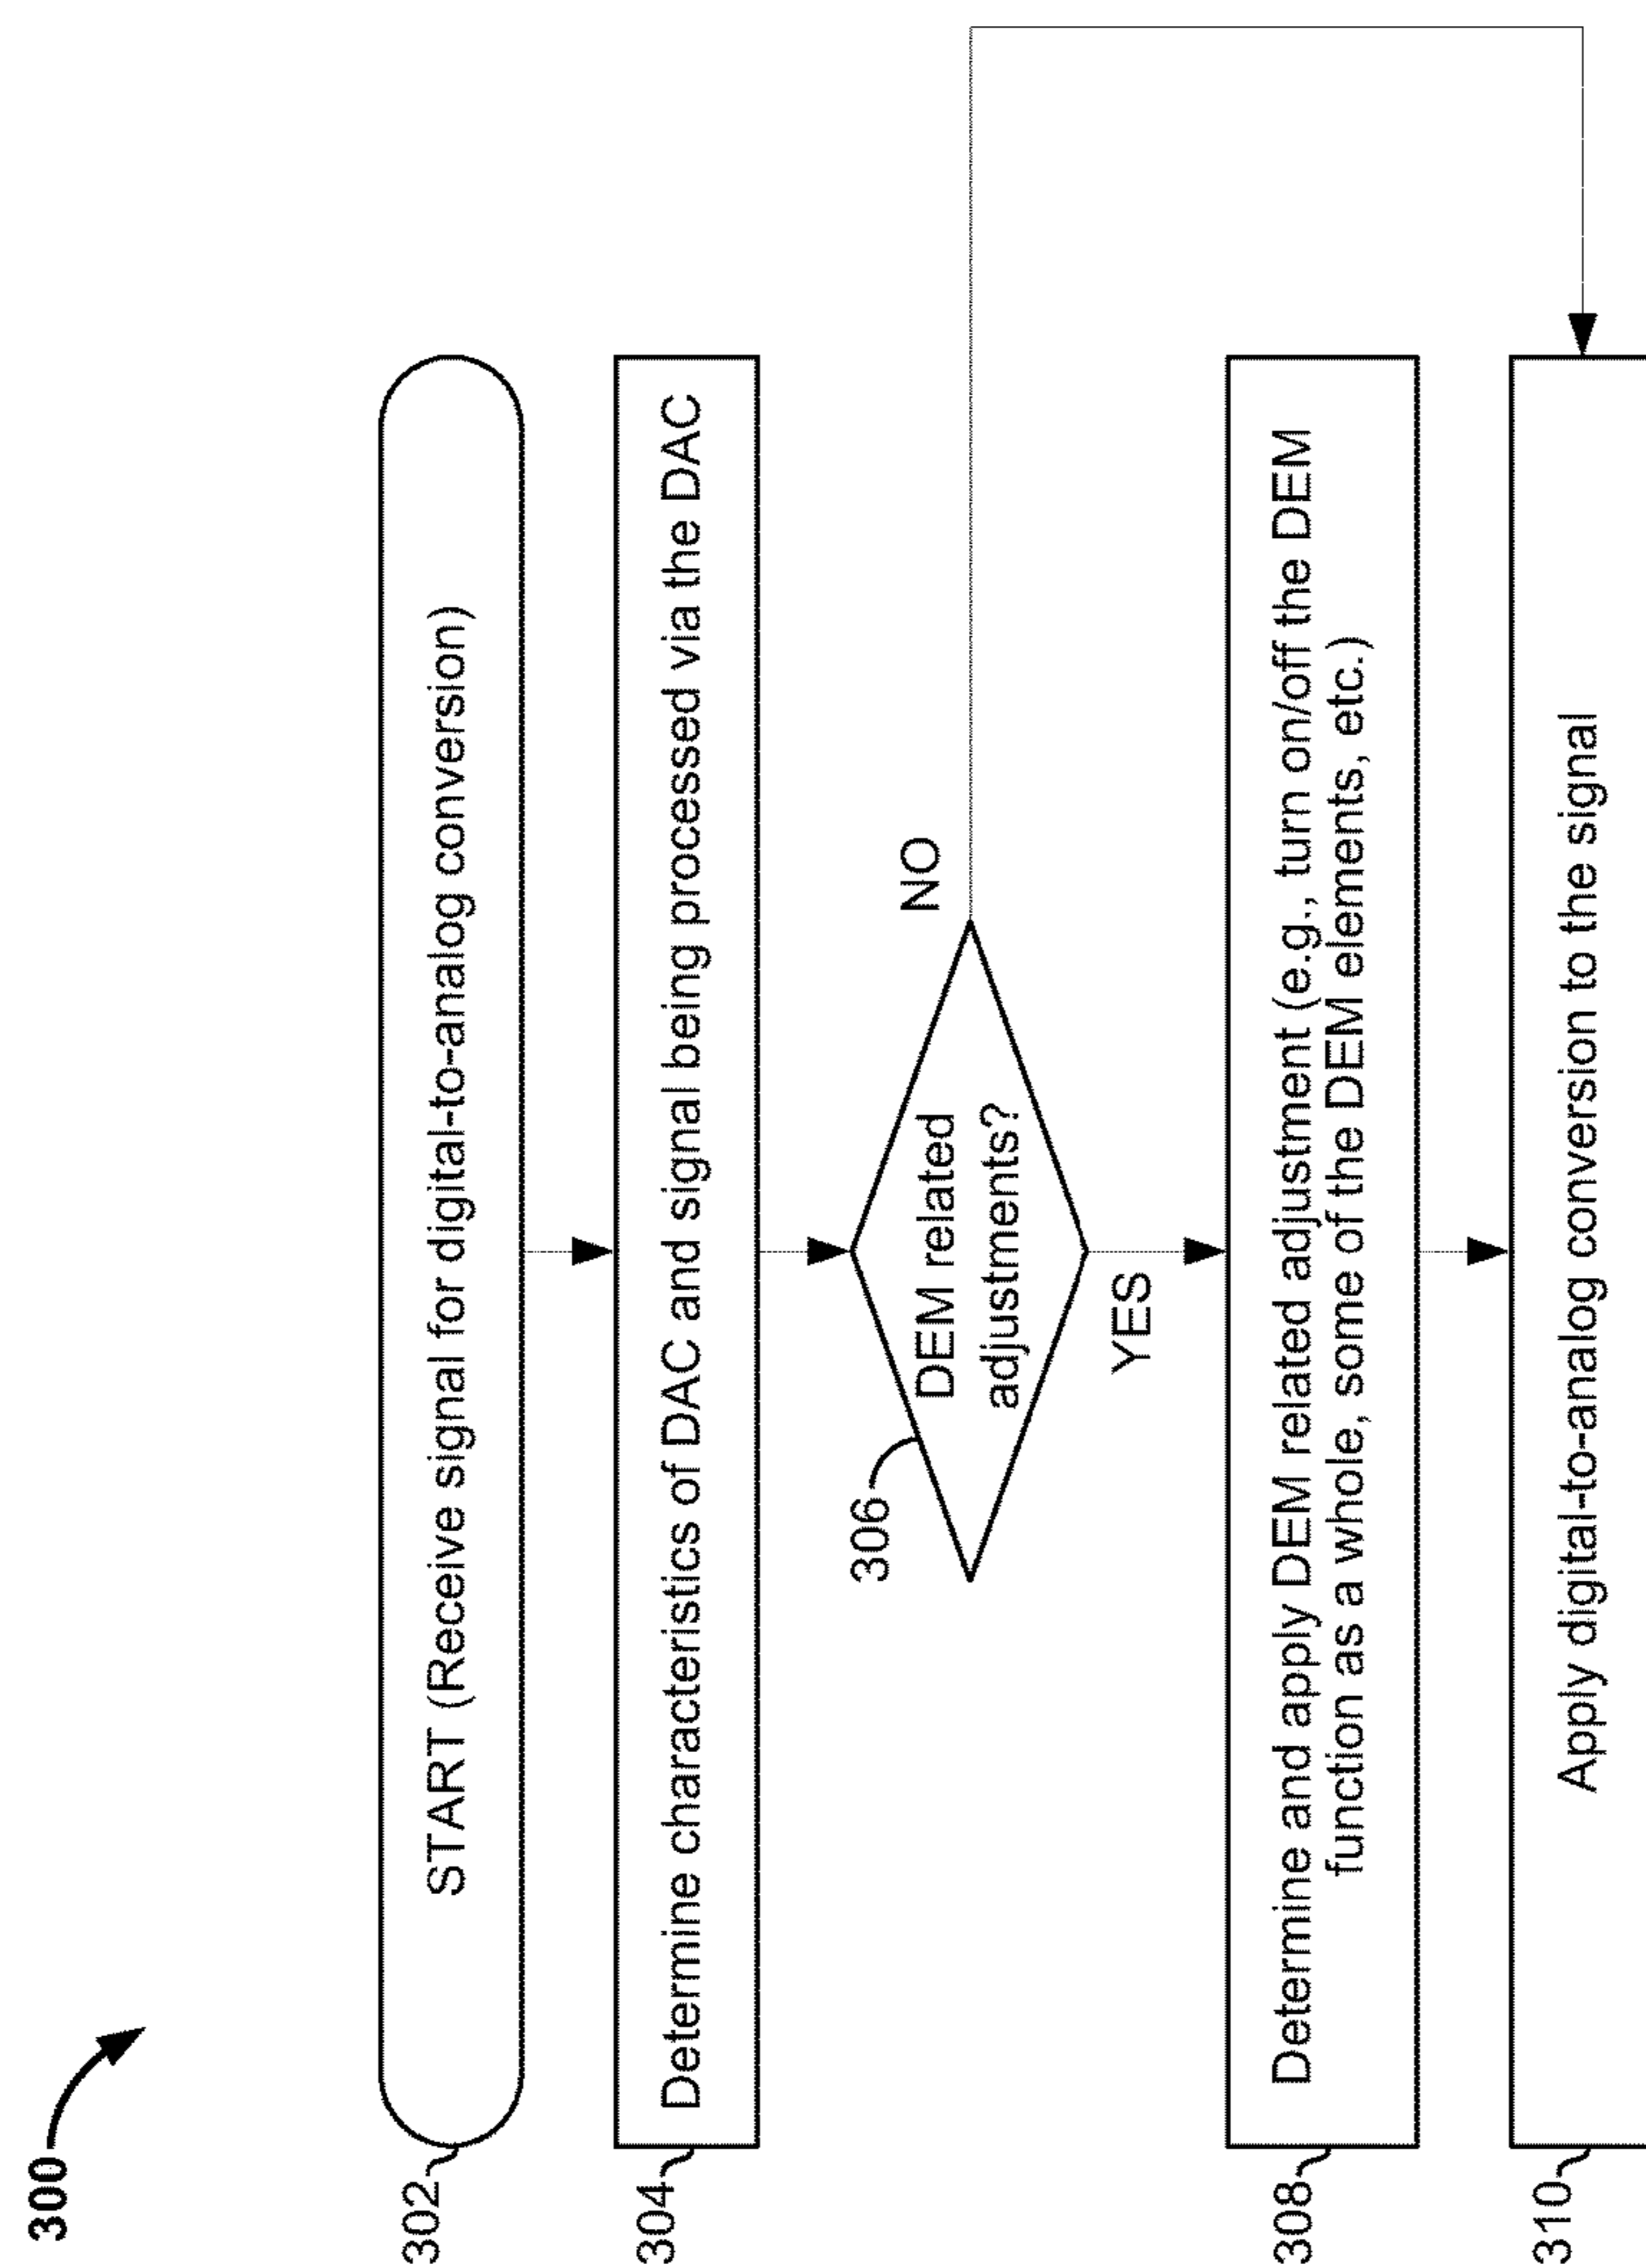 300
302
START (Receive signal for digital-to-analog conversion)
304
Determine characteristics of DAC and signal being processed via the DAC
306
DEM related
adjustments?
NO
YES
308
Determine and apply DEM related adjustment (e.g., turn on/off the DEM
function as a whole, some of the DEM elements, etc.)
310
Apply digital-to-analog conversion to the signal